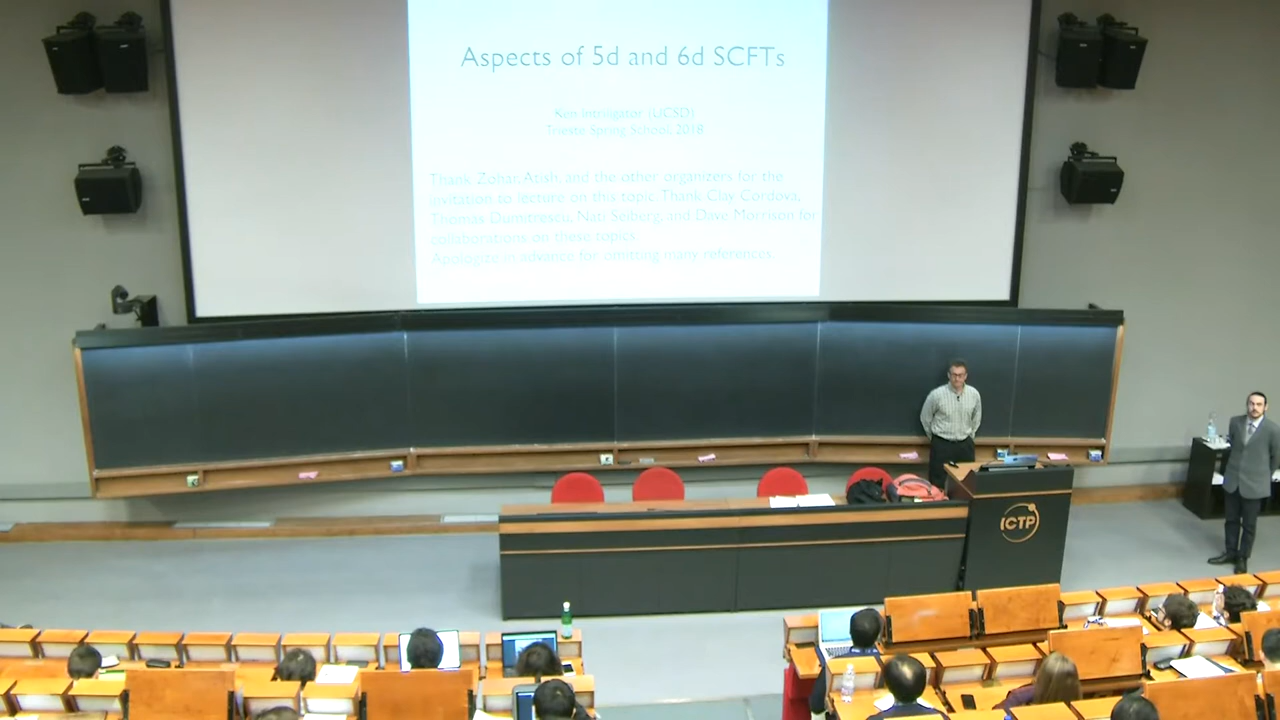 Aspects of 5d and 6d SCFTs
Ken Intriligator (UCSD)
Trieste Spring School, 2018
Thank Zohar, Atish, and the other organizers for the
invitation to lecture on this topic. Thank Clay Cordova,
Thomas Dumitrescu, Nati Seiberg, and Dave Morrison for
collaborations on these topics.
Apologize in advance for omitting many references.
ICTP